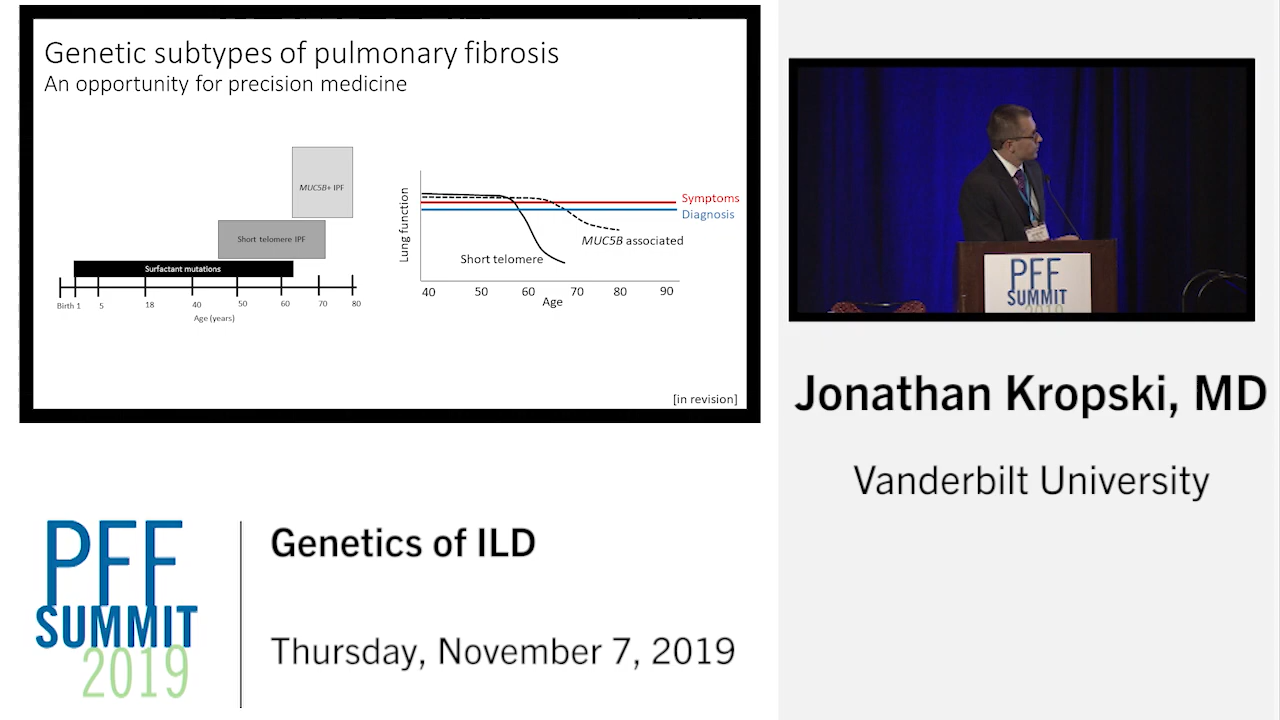 Genetic subtypes of pulmonary fibrosis
An opportunity for precision medicine
MUC5B+ IPF
Short telomere IPF
Surfactant mutations
Birth 1 5 18 40 50 60 70 80
Age (years)
Lung function
Symptoms
Diagnosis
MUC5B associated
Short telomere
40 50 60 70 80 90
Age
[in revision]
PFF
SUMMIT
2019
Jonathan Kropski, MD
Vanderbilt University
PFF
SUMMIT
2019
Genetics of ILD
Thursday, November 7, 2019